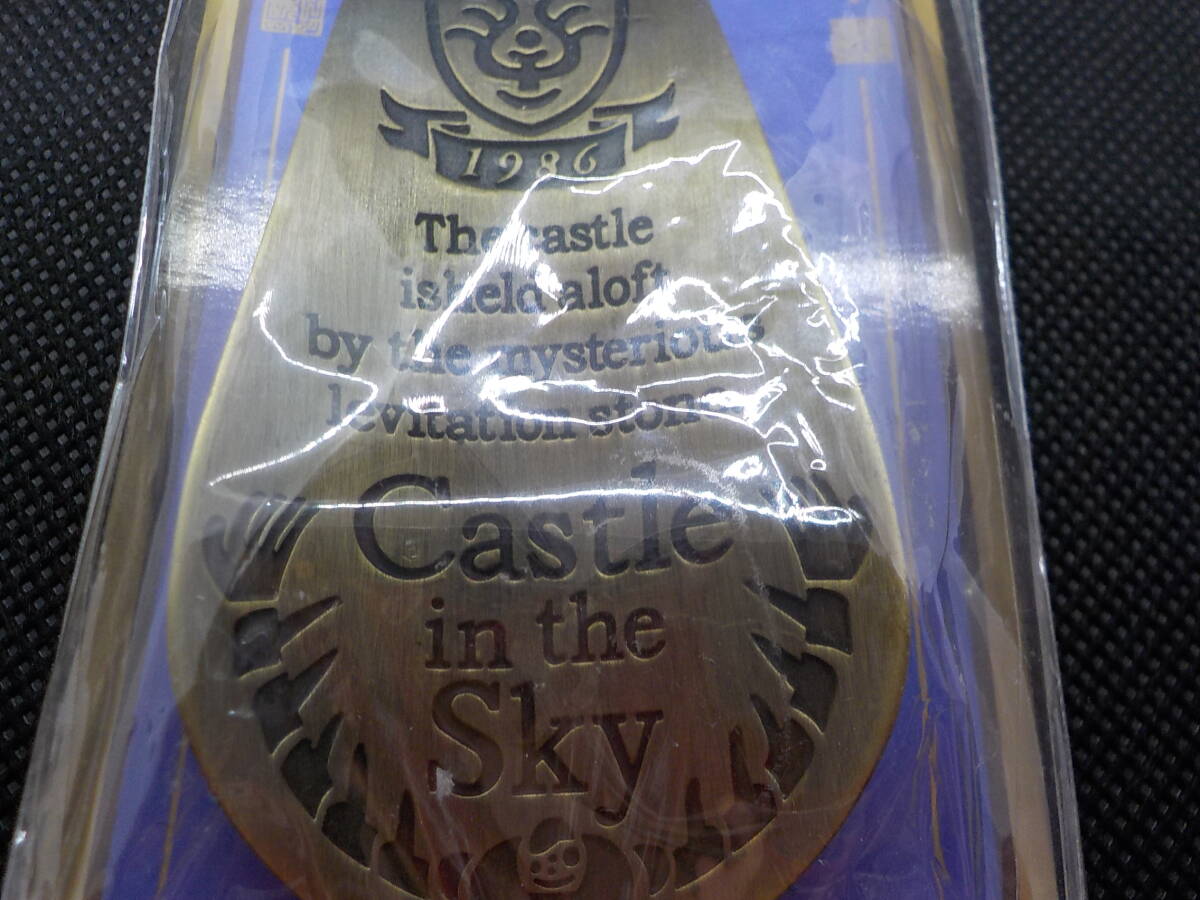 1986
The castle
is held aloft
by the mysterious
levitation stone
Castle
in the
Sky